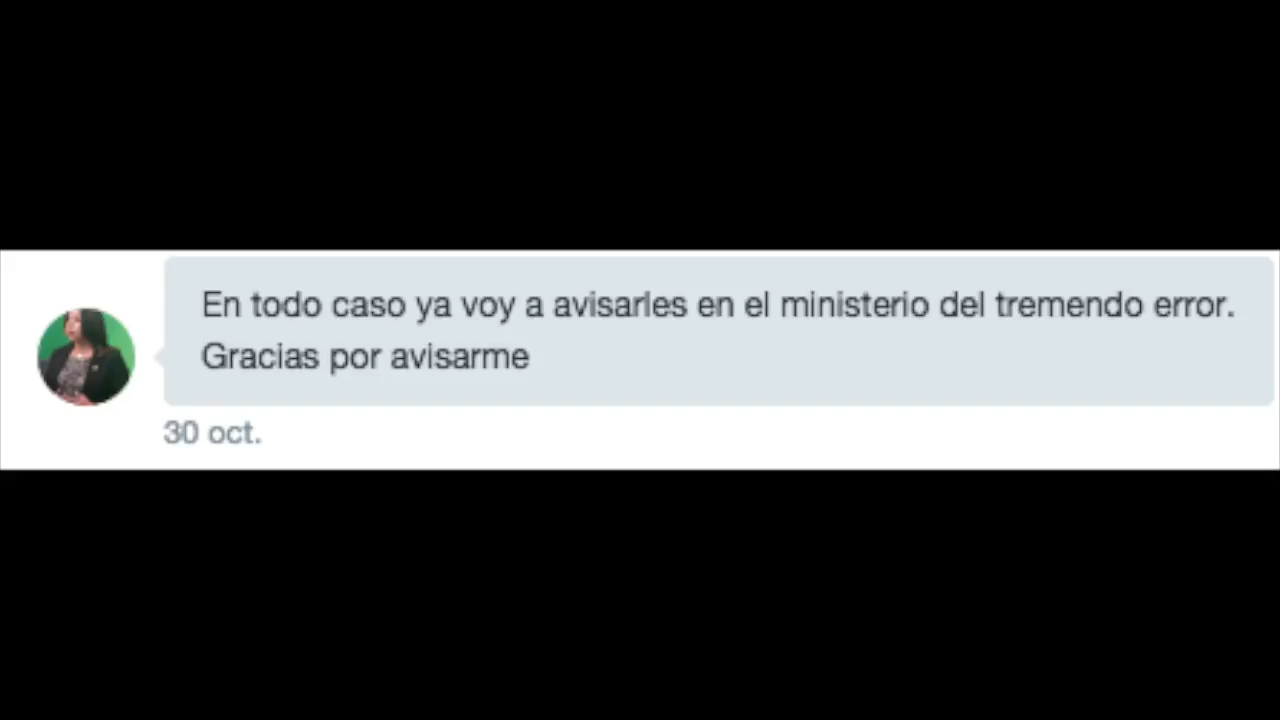 En todo caso ya voy a avisarles en el ministerio del tremendo error.
Gracias por avisarme
30 oct.